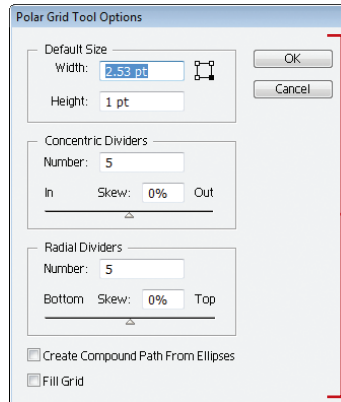 Polar Grid Tool Options
Default Size
Width: 2.53 pt
Height: 1 pt
OK
Cancel
Concentric Dividers
Number: 5
In Skew: 0% Out
Radial Dividers
Number: 5
Bottom Skew: 0% Top
Create Compound Path From Ellipses
Fill Grid